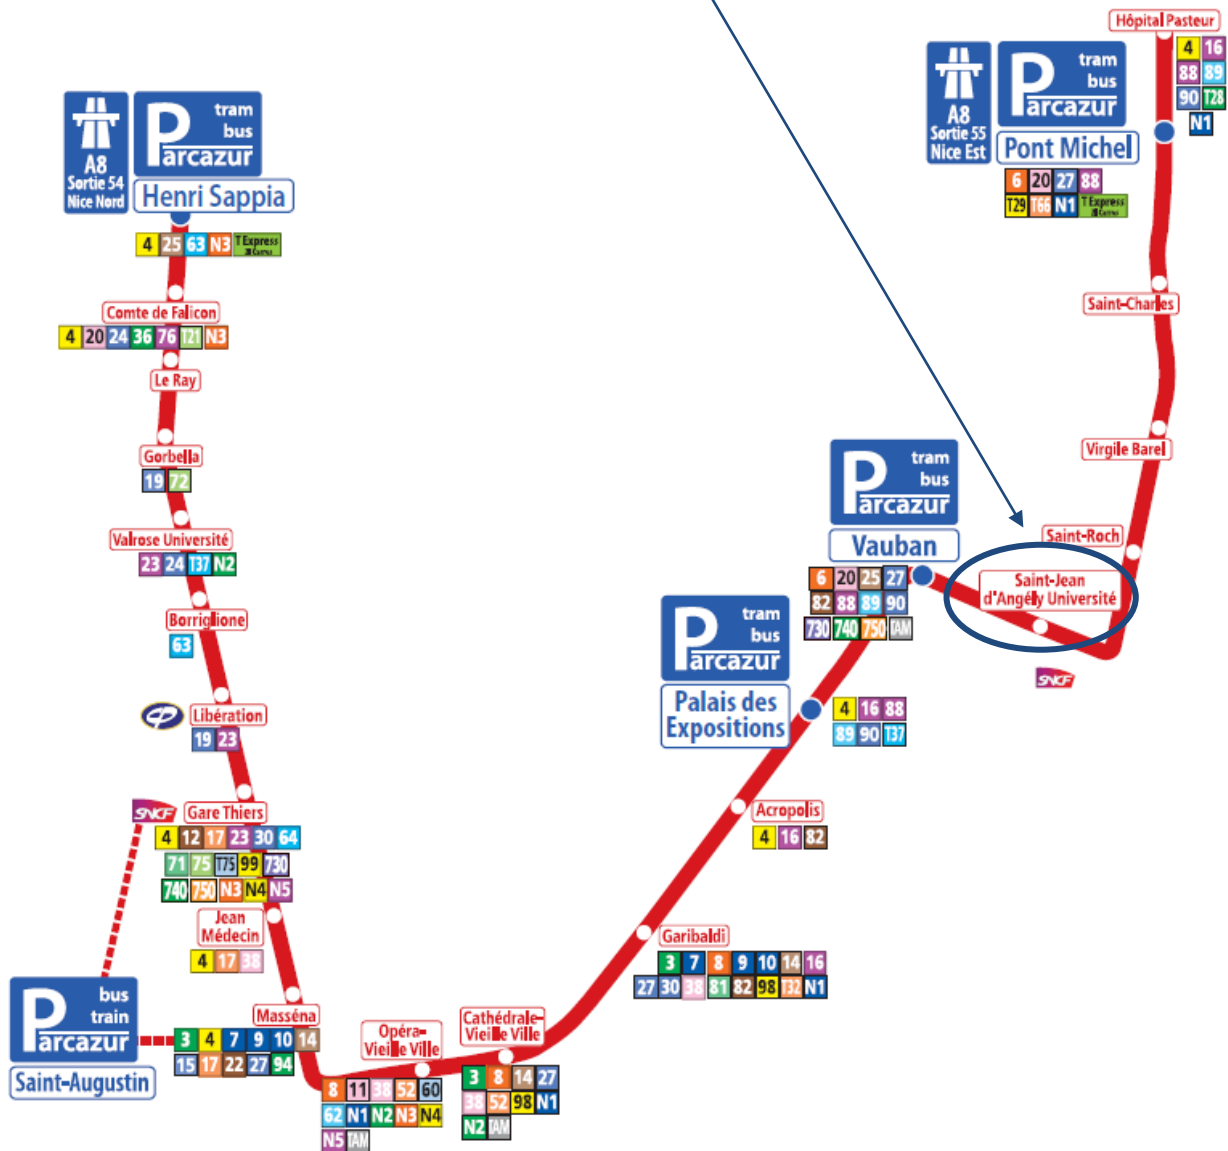 Hôpital Pasteur
4 16
88 89
90 T28
N1
A8
Sortie 55
Nice Est
P
tram
bus
arcazur
Pont Michel
6 20 27 88
T29 T66 N1 T Express
Saint-Charles
Virgile Barel
Saint-Roch
Saint-Jean
d'Angély Université
SNCF
P
tram
bus
arcazur
Vauban
6 20 25 27
82 88 89 90
730 740 750 TAM
P
tram
bus
arcazur
Palais des
Expositions
4 16 88
89 90 T37
Acropolis
4 16 82
Garibaldi
3 7 8 9 10 14 16
27 30 38 81 82 98 T32 N1
Cathédrale-
Vieille Ville
3 8 14 27
38 52 98 N1
N2 TAM
Opéra-
Vieille Ville
8 11 38 52 60
62 N1 N2 N3 N4
N5 TAM
Masséna
3 4 7 9 10 14
15 17 22 27 94
P
bus
train
arcazur
Saint-Augustin
Jean
Médecin
4 17 38
SNCF Gare Thiers
4 12 17 23 30 64
71 75 T75 99 730
740 750 N3 N4 N5
CP Libération
19 23
Borriglione
63
Valrose Université
23 24 T37 N2
Gorbella
19 72
Le Ray
Comte de Falicon
4 20 24 36 76 T21 N3
A8
Sortie 54
Nice Nord
P
tram
bus
arcazur
Henri Sappia
4 25 63 N3 T Express